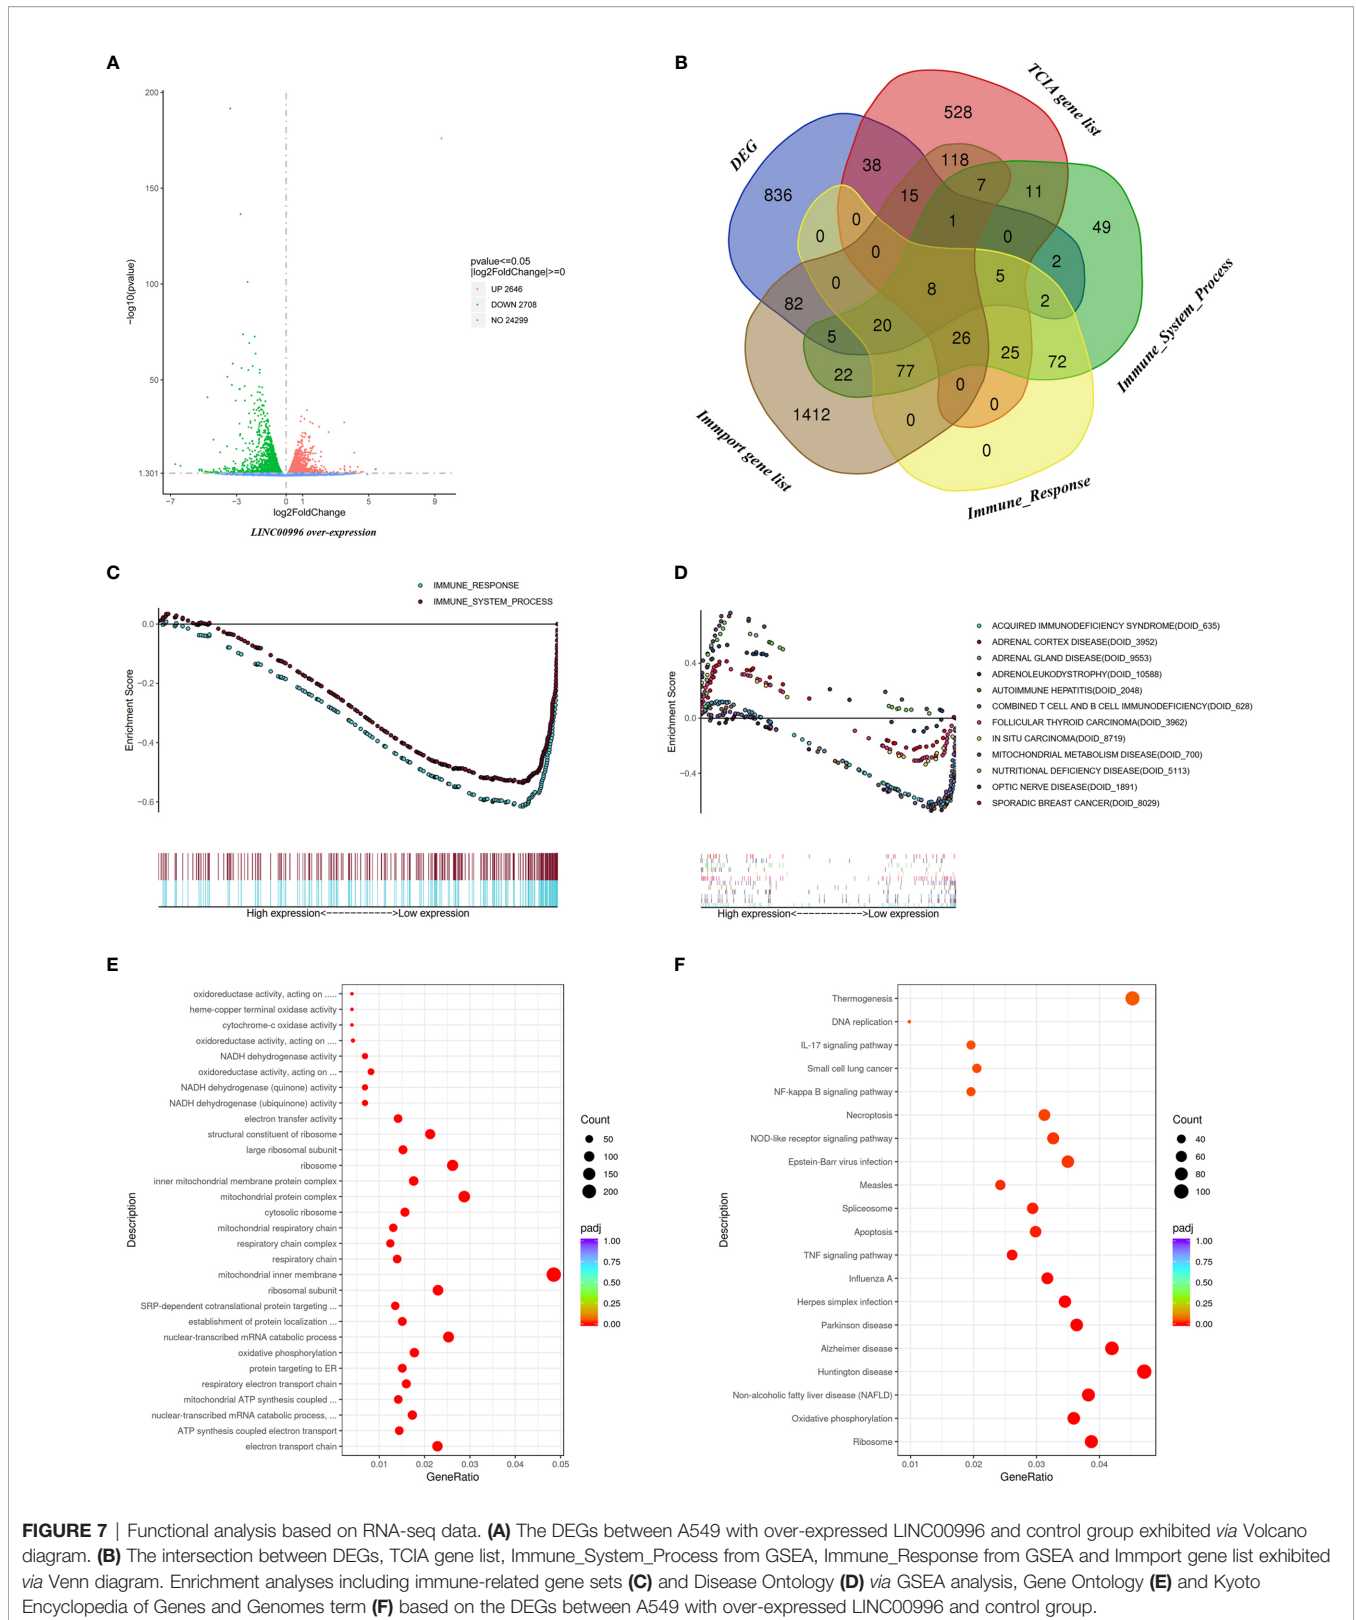 A
200
150
100
50
1.301
−log10(pvalue)
−7
−3
0
1
5
9
log2FoldChange
LINC00996 over-expression
pvalue<=0.05
|log2FoldChange|>=0
UP 2646
DOWN 2708
NO 24299
B
TCIA gene list
DEG
Immune_System_Process
Immune_Response
Immport gene list
528
38
118
7
11
49
836
15
1
0
0
0
0
2
5
2
0
8
82
20
5
26
25
72
22
77
0
0
1412
0
0
C
IMMUNE_RESPONSE
IMMUNE_SYSTEM_PROCESS
0.0
−0.2
−0.4
−0.6
Enrichment Score
High expression<------------>Low expression
D
0.4
0.0
−0.4
Enrichment Score
ACQUIRED IMMUNODEFICIENCY SYNDROME(DOID_635)
ADRENAL CORTEX DISEASE(DOID_3952)
ADRENAL GLAND DISEASE(DOID_9553)
ADRENOLEUKODYSTROPHY(DOID_10588)
AUTOIMMUNE HEPATITIS(DOID_2048)
COMBINED T CELL AND B CELL IMMUNODEFICIENCY(DOID_628)
FOLLICULAR THYROID CARCINOMA(DOID_3962)
IN SITU CARCINOMA(DOID_8719)
MITOCHONDRIAL METABOLISM DISEASE(DOID_700)
NUTRITIONAL DEFICIENCY DISEASE(DOID_5113)
OPTIC NERVE DISEASE(DOID_1891)
SPORADIC BREAST CANCER(DOID_8029)
High expression<------------>Low expression
E
oxidoreductase activity, acting on .....
heme-copper terminal oxidase activity
cytochrome-c oxidase activity
oxidoreductase activity, acting on ....
NADH dehydrogenase activity
oxidoreductase activity, acting on ...
NADH dehydrogenase (quinone) activity
NADH dehydrogenase (ubiquinone) activity
electron transfer activity
structural constituent of ribosome
large ribosomal subunit
ribosome
inner mitochondrial membrane protein complex
mitochondrial protein complex
cytosolic ribosome
mitochondrial respiratory chain
respiratory chain complex
respiratory chain
mitochondrial inner membrane
ribosomal subunit
SRP-dependent cotranslational protein targeting ...
establishment of protein localization ...
nuclear-transcribed mRNA catabolic process
oxidative phosphorylation
protein targeting to ER
respiratory electron transport chain
mitochondrial ATP synthesis coupled ...
nuclear-transcribed mRNA catabolic process, ...
ATP synthesis coupled electron transport
electron transport chain
Description
0.01
0.02
0.03
0.04
0.05
GeneRatio
Count
50
100
150
200
padj
1.00
0.75
0.50
0.25
0.00
F
Thermogenesis
DNA replication
IL-17 signaling pathway
Small cell lung cancer
NF-kappa B signaling pathway
Necroptosis
NOD-like receptor signaling pathway
Epstein-Barr virus infection
Measles
Spliceosome
Apoptosis
TNF signaling pathway
Influenza A
Herpes simplex infection
Parkinson disease
Alzheimer disease
Huntington disease
Non-alcoholic fatty liver disease (NAFLD)
Oxidative phosphorylation
Ribosome
Description
0.01
0.02
0.03
0.04
GeneRatio
Count
40
60
80
100
padj
1.00
0.75
0.50
0.25
0.00
FIGURE 7 | Functional analysis based on RNA-seq data. (A) The DEGs between A549 with over-expressed LINC00996 and control group exhibited via Volcano
diagram. (B) The intersection between DEGs, TCIA gene list, Immune_System_Process from GSEA, Immune_Response from GSEA and Immport gene list exhibited
via Venn diagram. Enrichment analyses including immune-related gene sets (C) and Disease Ontology (D) via GSEA analysis, Gene Ontology (E) and Kyoto
Encyclopedia of Genes and Genomes term (F) based on the DEGs between A549 with over-expressed LINC00996 and control group.